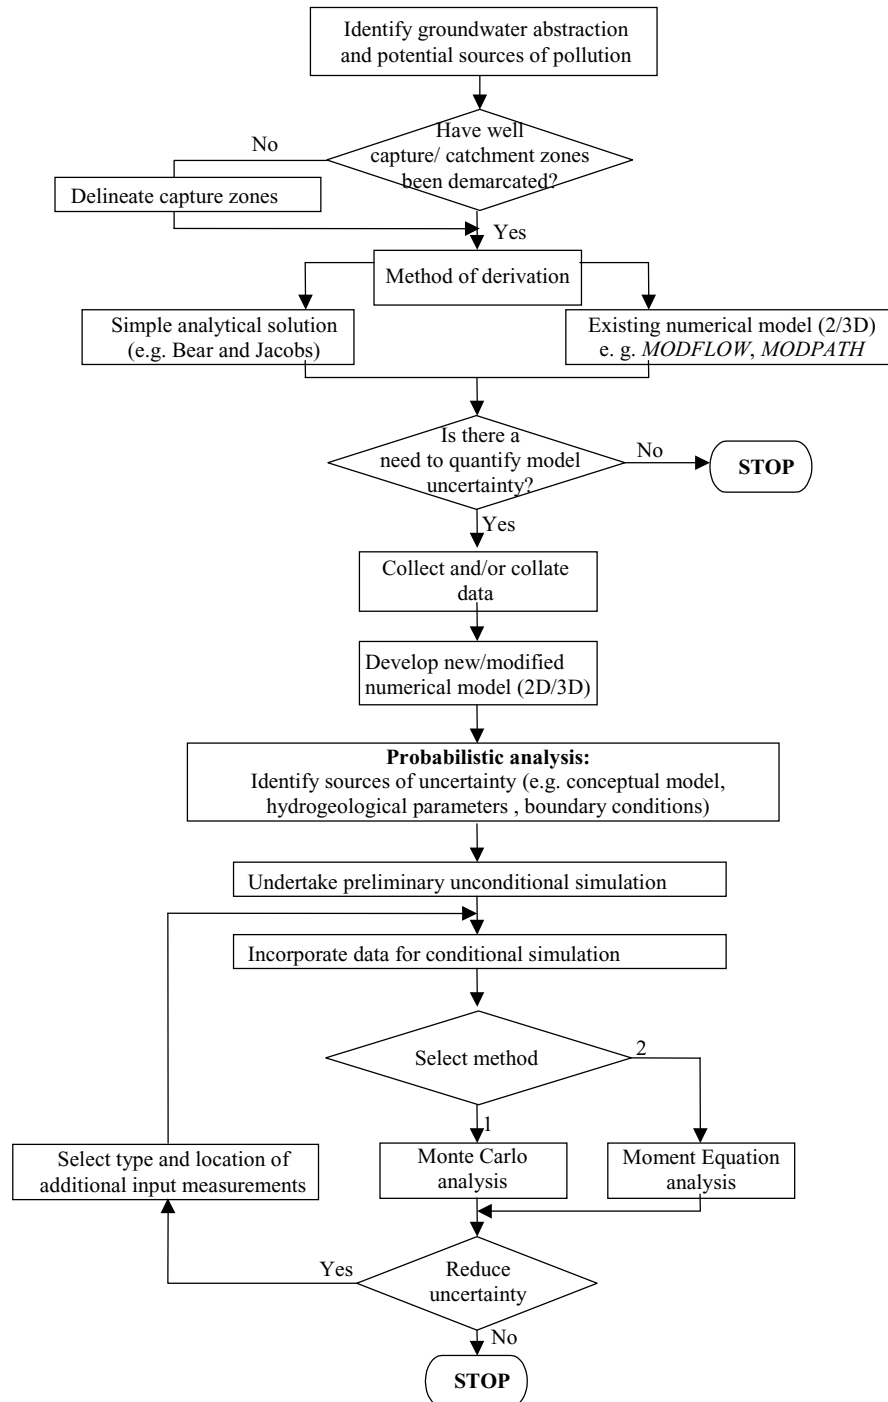 Identify groundwater abstraction
and potential sources of pollution
Have well
capture/ catchment zones
been demarcated?
No
Delineate capture zones
Yes
Method of derivation
Simple analytical solution
(e.g. Bear and Jacobs)
Existing numerical model (2/3D)
e. g. MODFLOW, MODPATH
Is there a
need to quantify model
uncertainty?
No
STOP
Yes
Collect and/or collate
data
Develop new/modified
numerical model (2D/3D)
Probabilistic analysis:
Identify sources of uncertainty (e.g. conceptual model,
hydrogeological parameters , boundary conditions)
Undertake preliminary unconditional simulation
Incorporate data for conditional simulation
Select method
2
1
Select type and location of
additional input measurements
Monte Carlo
analysis
Moment Equation
analysis
Yes
Reduce
uncertainty
No
STOP